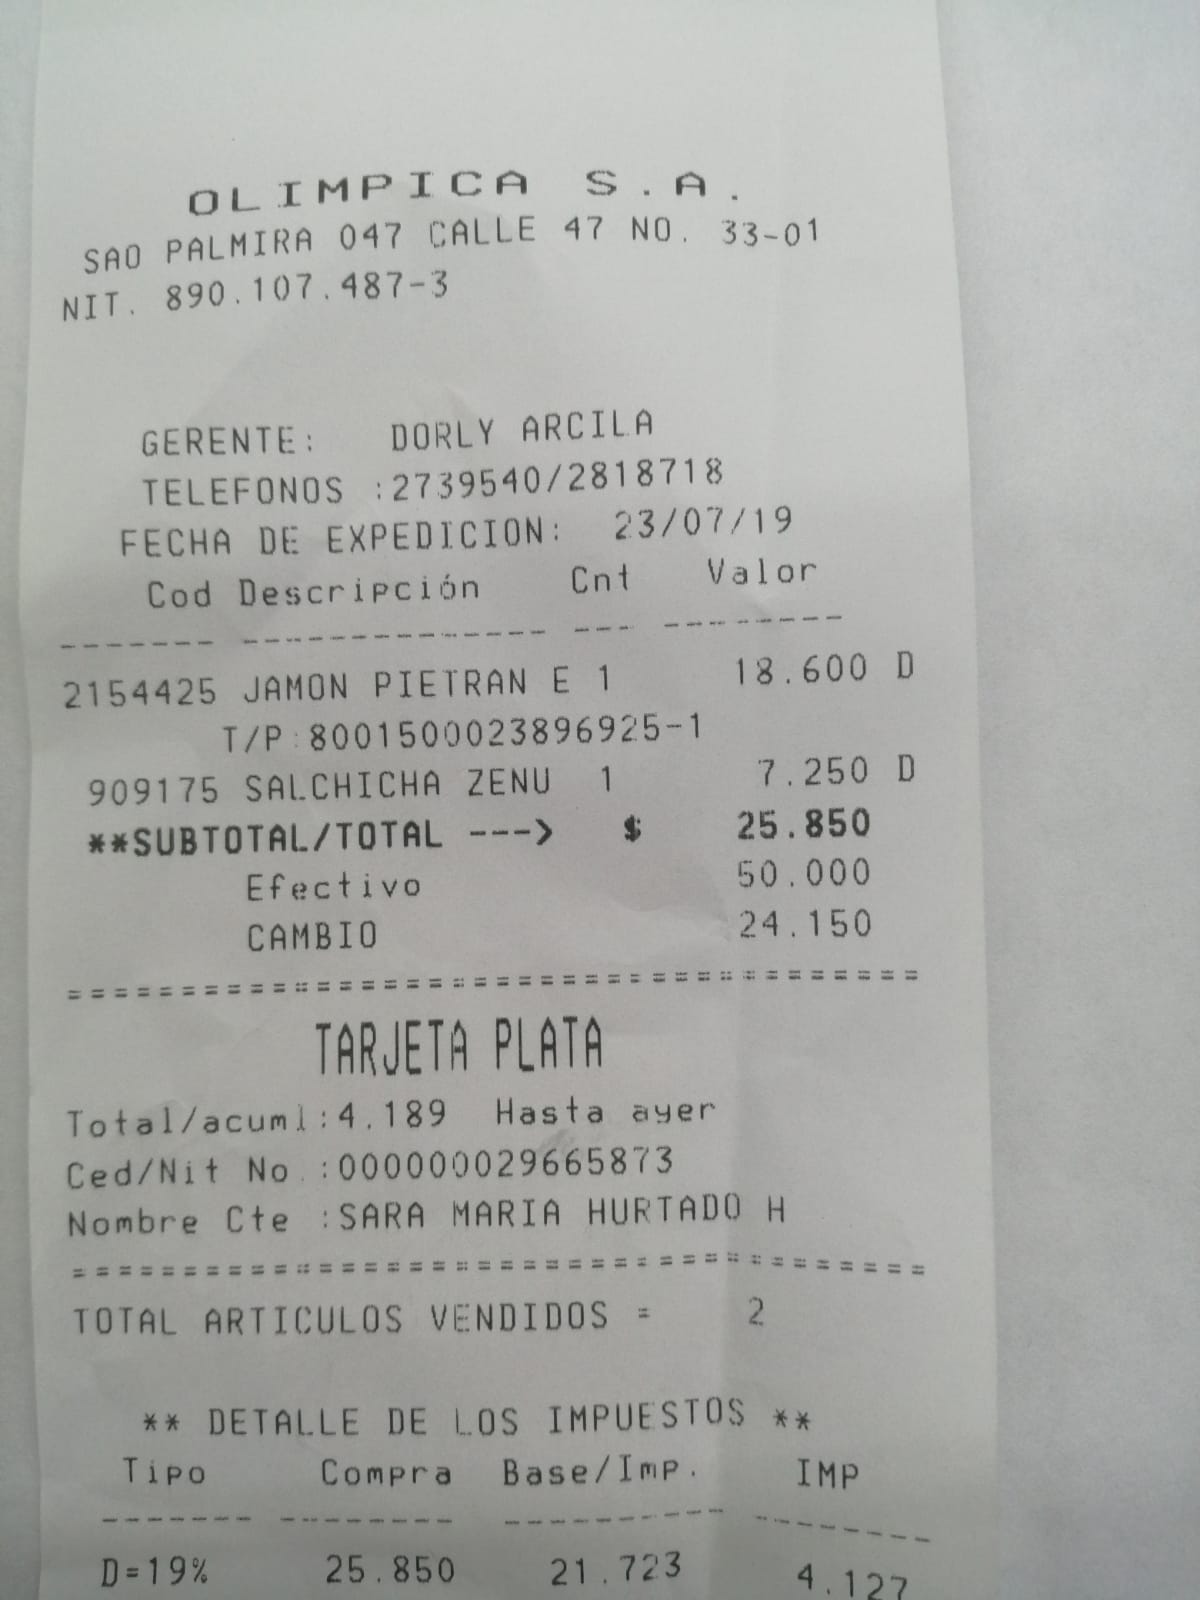 OLIMPICA S.A.
SAO PALMIRA 047 CALLE 47 NO. 33-01
NIT. 890.107.487-3
GERENTE: DORLY ARCILA
TELEFONOS :2739540/2818718
FECHA DE EXPEDICION: 23/07/19
Cod Descripción Cnt Valor
------- -------------- --- --------
2154425 JAMON PIETRAN E 1 18.600 D
T/P:8001500023896925-1
909175 SALCHICHA ZENU 1 7.250 D
**SUBTOTAL/TOTAL ---> $ 25.850
Efectivo 50.000
CAMBIO 24.150
======================================
TARJETA PLATA
Total/acuml:4.189 Hasta ayer
Ced/Nit No.:000000029665873
Nombre Cte :SARA MARIA HURTADO H
======================================
TOTAL ARTICULOS VENDIDOS = 2
** DETALLE DE LOS IMPUESTOS **
Tipo Compra Base/Imp. IMP
------- -------- ---------- --------
D=19% 25.850 21.723 4.127